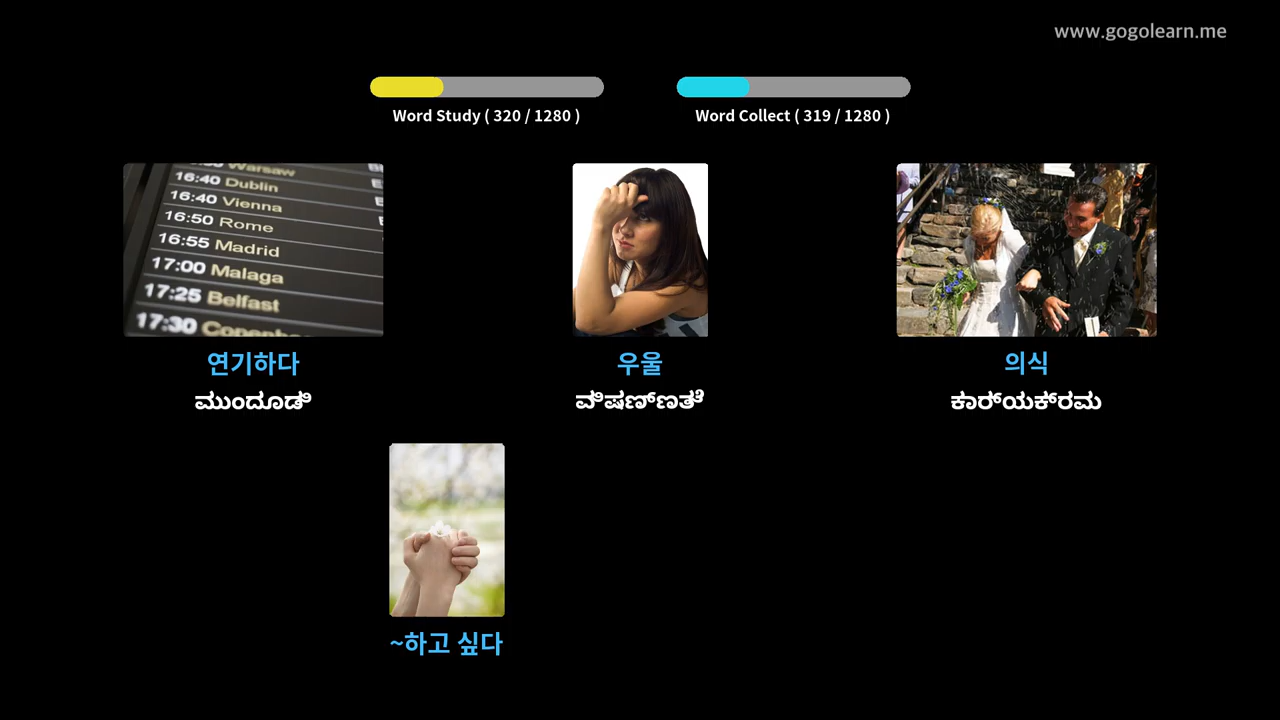 www.gogolearn.me
Word Study ( 320 / 1280 )
Word Collect ( 319 / 1280 )
Warsaw
16:40 Dublin
16:40 Vienna
16:50 Rome
16:55 Madrid
17:00 Malaga
17:25 Belfast
17:30
연기하다
우울
의식
ಮುಂದೂಡಿ
ವಿಷಣ್ಣತೆ
ಕಾರ್ಯಕ್ರಮ
~하고 싶다